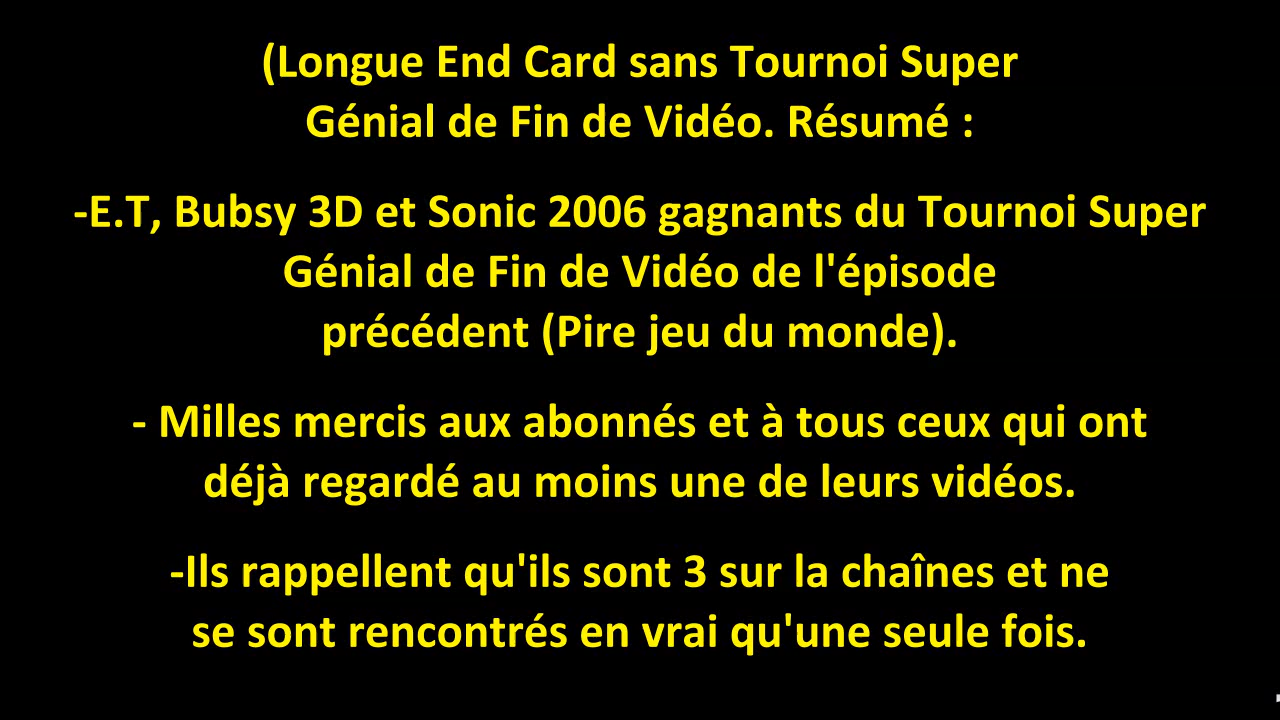 (Longue End Card sans Tournoi Super
Génial de Fin de Vidéo. Résumé :
-E.T, Bubsy 3D et Sonic 2006 gagnants du Tournoi Super
Génial de Fin de Vidéo de l'épisode
précédent (Pire jeu du monde).
- Milles mercis aux abonnés et à tous ceux qui ont
déjà regardé au moins une de leurs vidéos.
-Ils rappellent qu'ils sont 3 sur la chaînes et ne
se sont rencontrés en vrai qu'une seule fois.